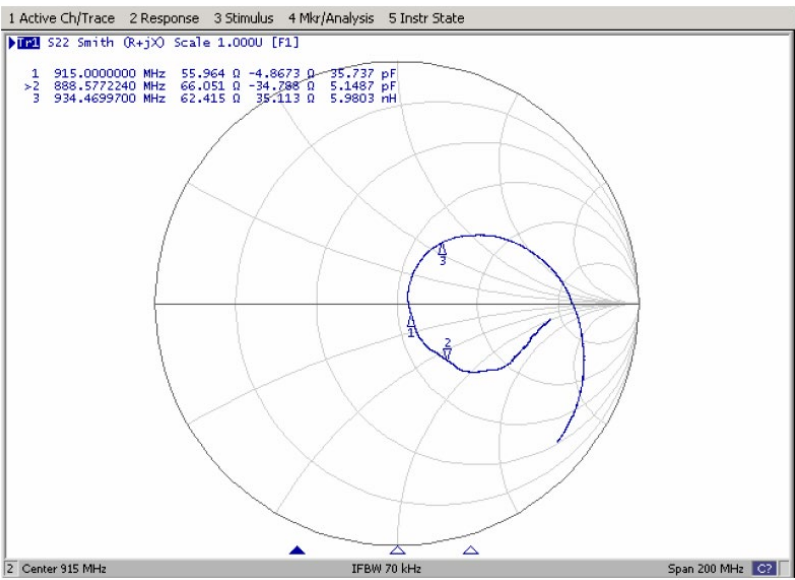 1 Active Ch/Trace 2 Response 3 Stimulus 4 Mkr/Analysis 5 Instr State
Tr1 S22 Smith (R+jX) Scale 1.000U [F1]
1 915.0000000 MHz 55.964 Ω -4.8673 Ω 35.737 pF
>2 888.5772240 MHz 66.051 Ω -34.788 Ω 5.1487 pF
3 934.4699700 MHz 62.415 Ω 35.113 Ω 5.9803 nH
3
1
2
2 Center 915 MHz IFBW 70 kHz Span 200 MHz C?